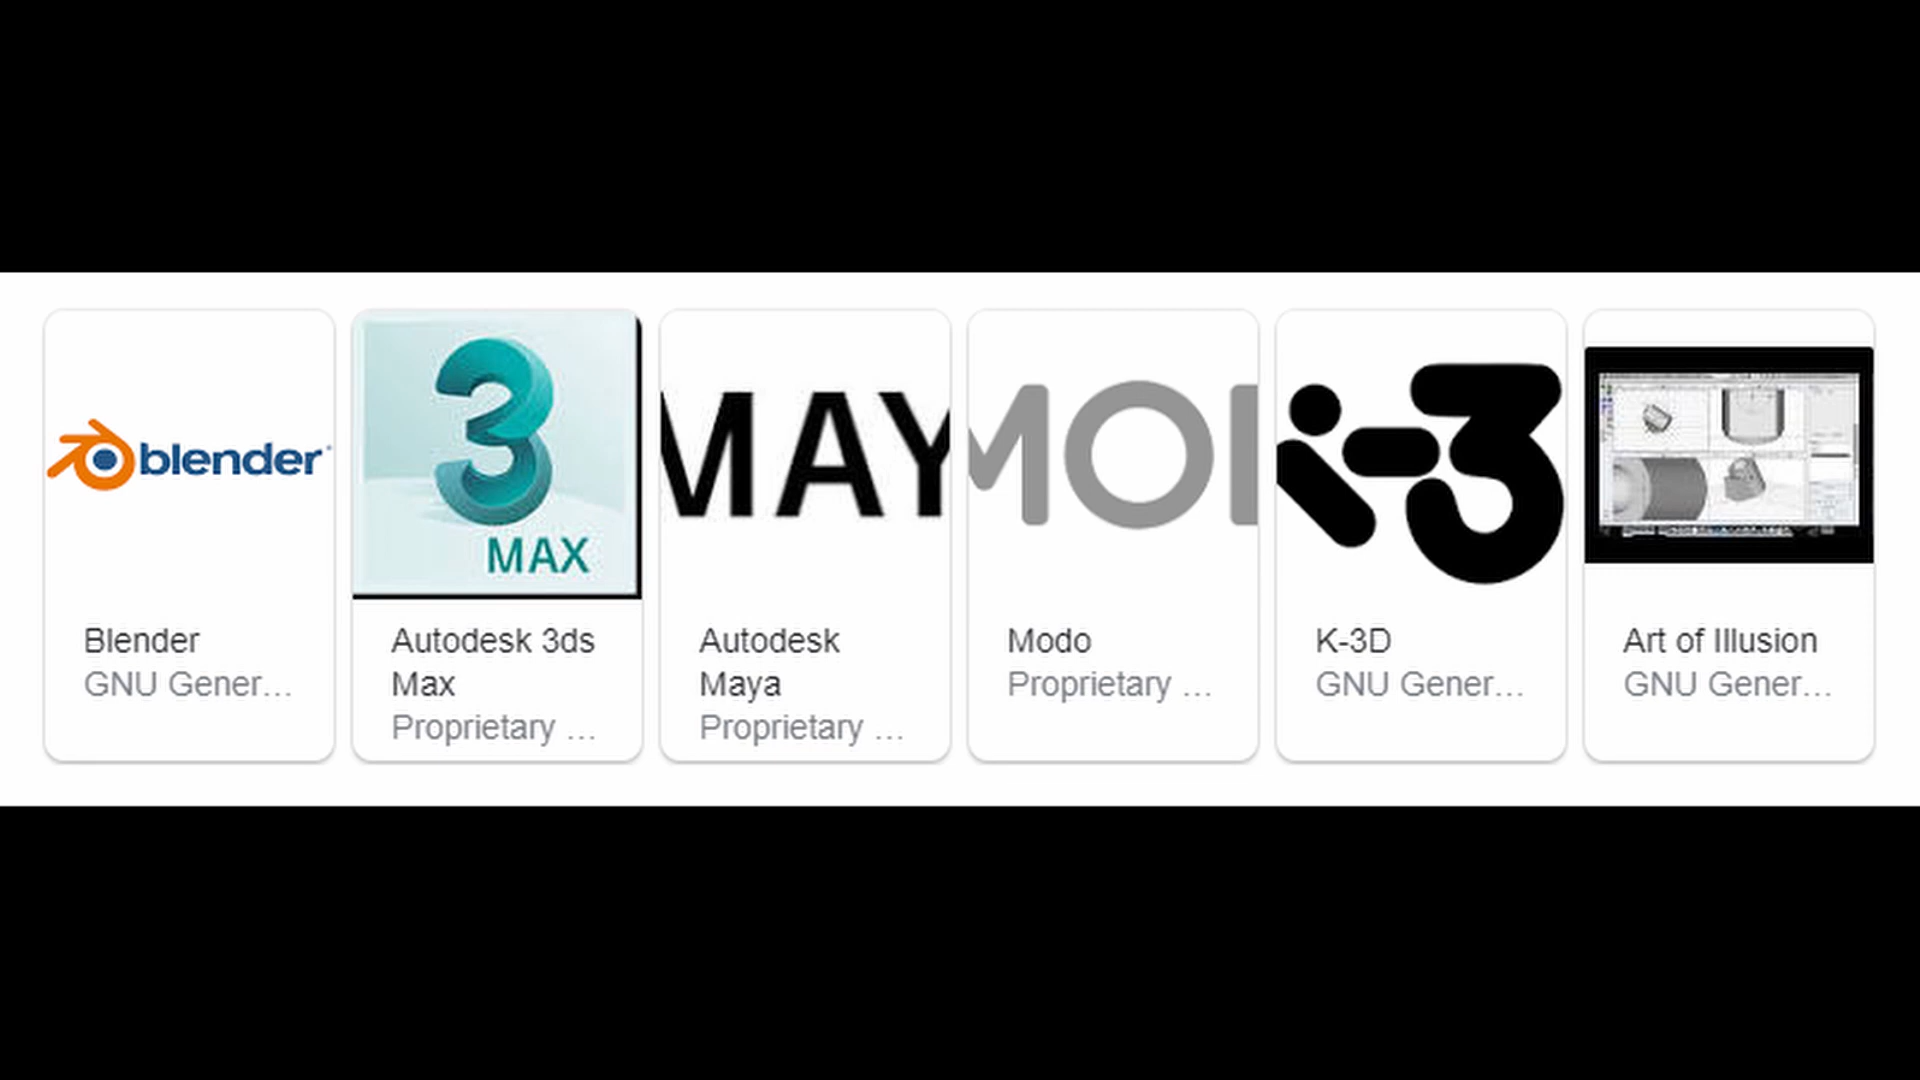 blender
3
MAX
MAY
MOD
K-3
Blender
GNU Gener...
Autodesk 3ds
Max
Proprietary ...
Autodesk
Maya
Proprietary ...
Modo
Proprietary ...
K-3D
GNU Gener...
Art of Illusion
GNU Gener...